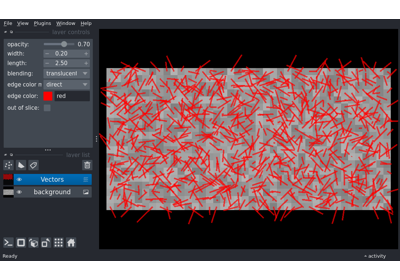 File View Plugins Window Help
layer controls
opacity: 0.70
width: 0.20
length: 2.50
blending: translucent
edge color m direct
edge color: red
out of slice:
layer list
Vectors
background
Ready
activity